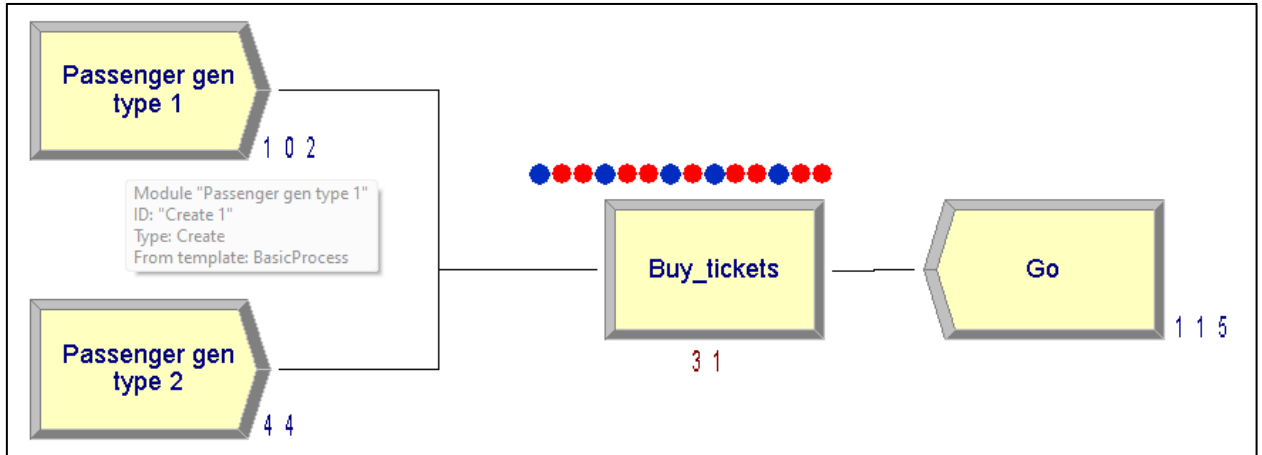 Passenger gen
type 1
1 0 2
Module "Passenger gen type 1"
ID: "Create 1"
Type: Create
From template: BasicProcess
Buy_tickets
3 1
Go
1 1 5
Passenger gen
type 2
4 4